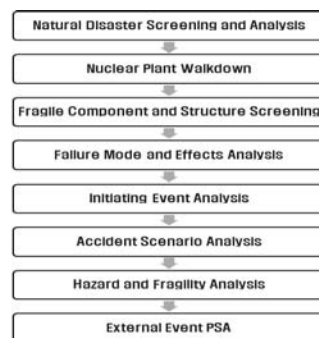 Natural Disaster Screening and Analysis
Nuclear Plant Walkdown
Fragile Component and Structure Screening
Failure Mode and Effects Analysis
Initiating Event Analysis
Accident Scenario Analysis
Hazard and Fragility Analysis
External Event PSA